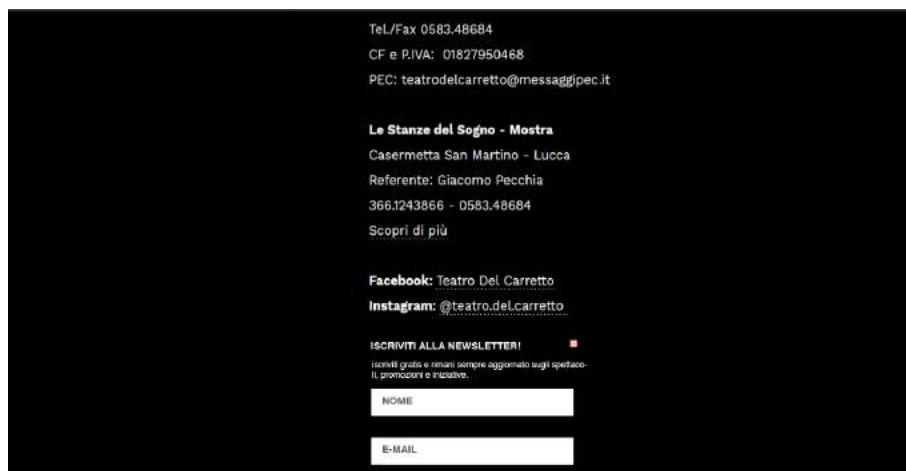 Tel./Fax 0583.48684
CF e P.IVA: 01827950468
PEC: teatrodelcarretto@messaggipec.it
Le Stanze del Sogno - Mostra
Casermetta San Martino - Lucca
Referente: Giacomo Pecchia
366.1243866 - 0583.48684
Scopri di più
Facebook: Teatro Del Carretto
Instagram: @teatro.del.carretto
ISCRIVITI ALLA NEWSLETTER!
Iscriviti gratis e rimani sempre aggiornato sugli spettaco-
li, promozioni e iniziative.
NOME
E-MAIL